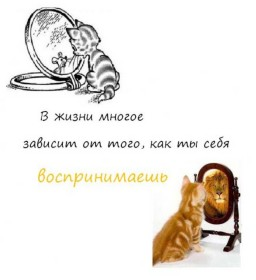 В жизни многое
зависит от того, как ты себя
воспринимаешь